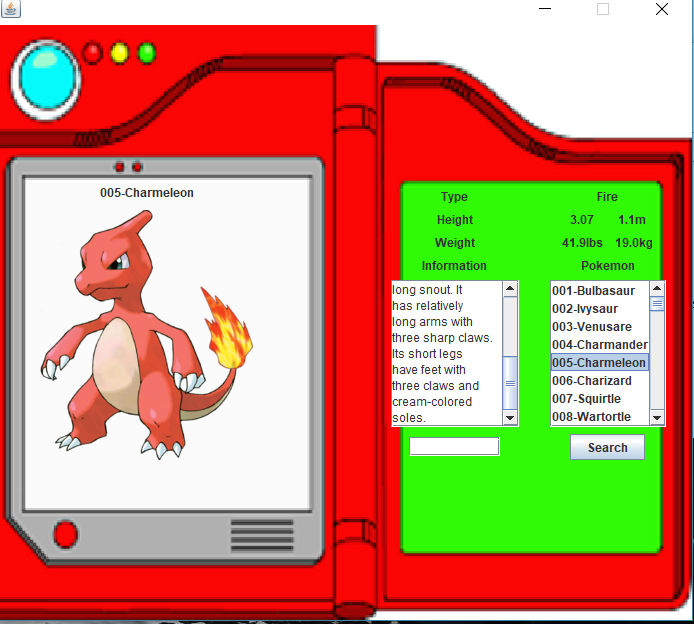 005-Charmeleon
Type Fire
Height 3.07 1.1m
Weight 41.9lbs 19.0kg
Information Pokemon
long snout. It
has relatively
long arms with
three sharp claws.
Its short legs
have feet with
three claws and
cream-colored
soles.
001-Bulbasaur
002-Ivysaur
003-Venusare
004-Charmander
005-Charmeleon
006-Charizard
007-Squirtle
008-Wartortle
Search